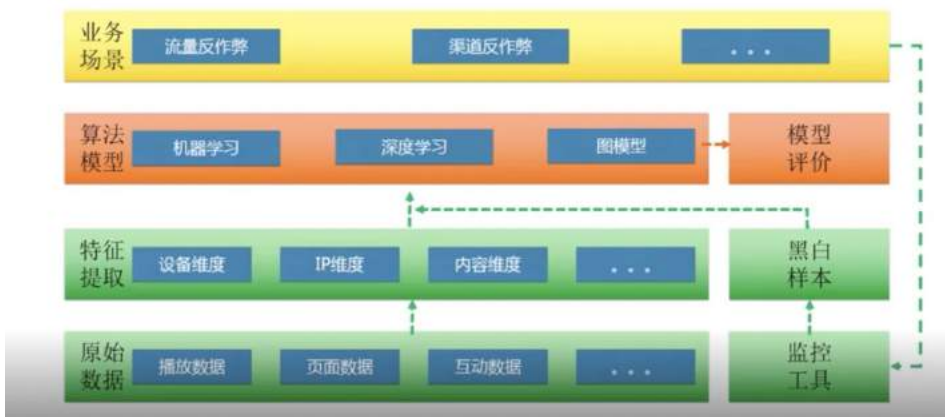 业务
场景
流量反作弊
渠道反作弊
...
算法
模型
机器学习
深度学习
图模型
模型
评价
特征
提取
设备维度
IP维度
内容维度
...
黑白
样本
原始
数据
播放数据
页面数据
互动数据
...
监控
工具